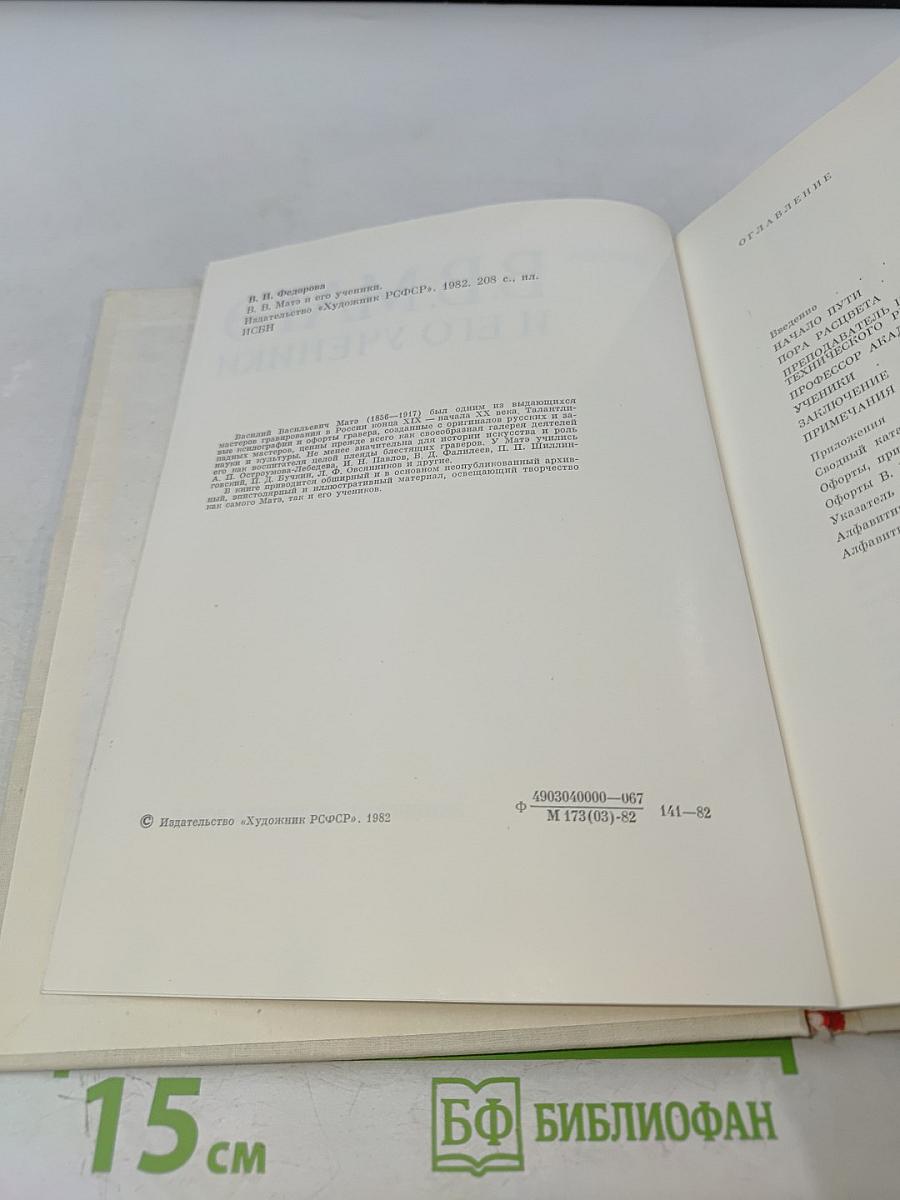 В. И. Федорова
В. В. Матэ и его ученики.
Издательство «Художник РСФСР». 1982. 208 с., ил.
ИСБН
Василий Васильевич Матэ (1856—1917) был одним из выдающихся
мастеров гравирования в России конца XIX — начала XX века. Талантли-
вые ксилографии и офорты гравера, созданные с оригиналов русских и за-
падных мастеров, ценны прежде всего как своеобразная галерея деятелей
науки и культуры. Не менее значительна для истории искусства и роль
его как воспитателя целой плеяды блестящих граверов. У Матэ учились
А. П. Остроумова-Лебедева, И. Н. Павлов, В. Д. Фалилеев, П. П. Шиллин-
говский, П. Д. Бучкин, Л. Ф. Овсянников и другие.
В книге приводится обширный и в основном неопубликованный архив-
ный, эпистолярный и иллюстративный материал, освещающий творчество
как самого Матэ, так и его учеников.
© Издательство «Художник РСФСР», 1982
Ф 4903040000—067
М 173(03)-82
141—82
ОГЛАВЛЕНИЕ
Введение . .
НАЧАЛО ПУТИ
ПОРА РАСЦВЕТА
ПРЕПОДАВАТЕЛЬ
ТЕХНИЧЕСКОГО Р
ПРОФЕССОР АКАД
УЧЕНИКИ .
ЗАКЛЮЧЕНИЕ
ПРИМЕЧАНИЯ
Приложения
Сводный ката
Офорты, при
Офорты В.
Указатель
Алфавитн
Алфавитн
15 см
БФ БИБЛИОФАН